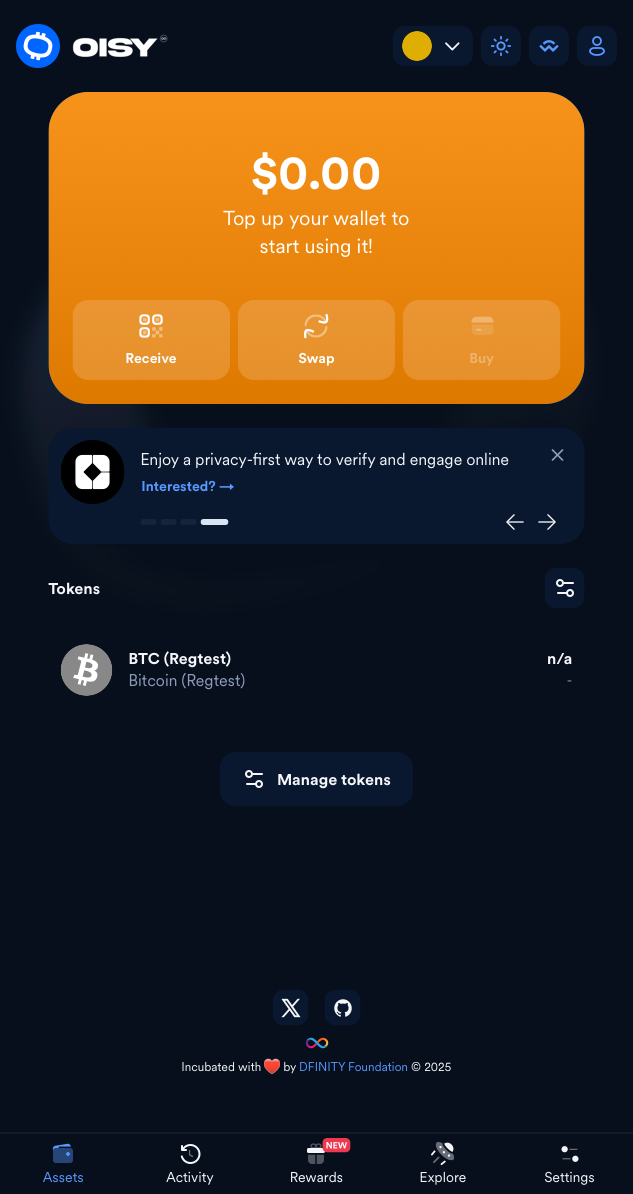 OISY
$0.00
Top up your wallet to
start using it!
Receive
Swap
Buy
Enjoy a privacy-first way to verify and engage online
Interested? →
Tokens
BTC (Regtest)
n/a
Bitcoin (Regtest)
-
Manage tokens
Incubated with ❤️ by DFINITY Foundation © 2025
NEW
Assets
Activity
Rewards
Explore
Settings